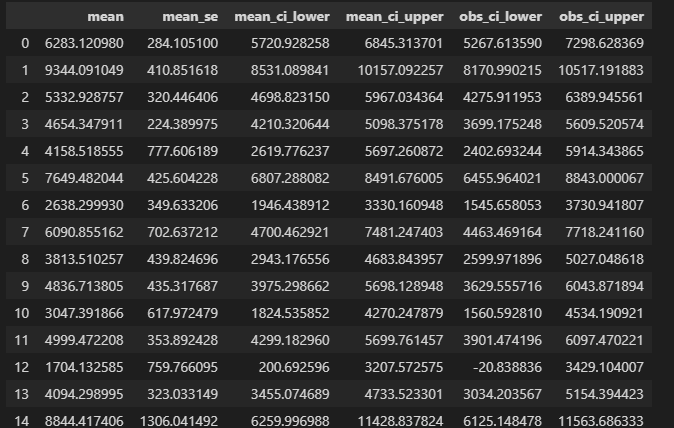 mean mean_se mean_ci_lower mean_ci_upper obs_ci_lower obs_ci_upper
0 6283.120980 284.105100 5720.928258 6845.313701 5267.613590 7298.628369
1 9344.091049 410.851618 8531.089841 10157.092257 8170.990215 10517.191883
2 5332.928757 320.446406 4698.823150 5967.034364 4275.911953 6389.945561
3 4654.347911 224.389975 4210.320644 5098.375178 3699.175248 5609.520574
4 4158.518555 777.606189 2619.776237 5697.260872 2402.693244 5914.343865
5 7649.482044 425.604228 6807.288082 8491.676005 6455.964021 8843.000067
6 2638.299930 349.633206 1946.438912 3330.160948 1545.658053 3730.941807
7 6090.855162 702.637212 4700.462921 7481.247403 4463.469164 7718.241160
8 3813.510257 439.824696 2943.176556 4683.843957 2599.971896 5027.048618
9 4836.713805 435.317687 3975.298662 5698.128948 3629.555716 6043.871894
10 3047.391866 617.972479 1824.535852 4270.247879 1560.592810 4534.190921
11 4999.472208 353.892428 4299.182960 5699.761457 3901.474196 6097.470221
12 1704.132585 759.766095 200.692596 3207.572575 -20.838836 3429.104007
13 4094.298995 323.033149 3455.074689 4733.523301 3034.203567 5154.394423
14 8844.417406 1306.041492 6259.996988 11428.837824 6125.148478 11563.686333